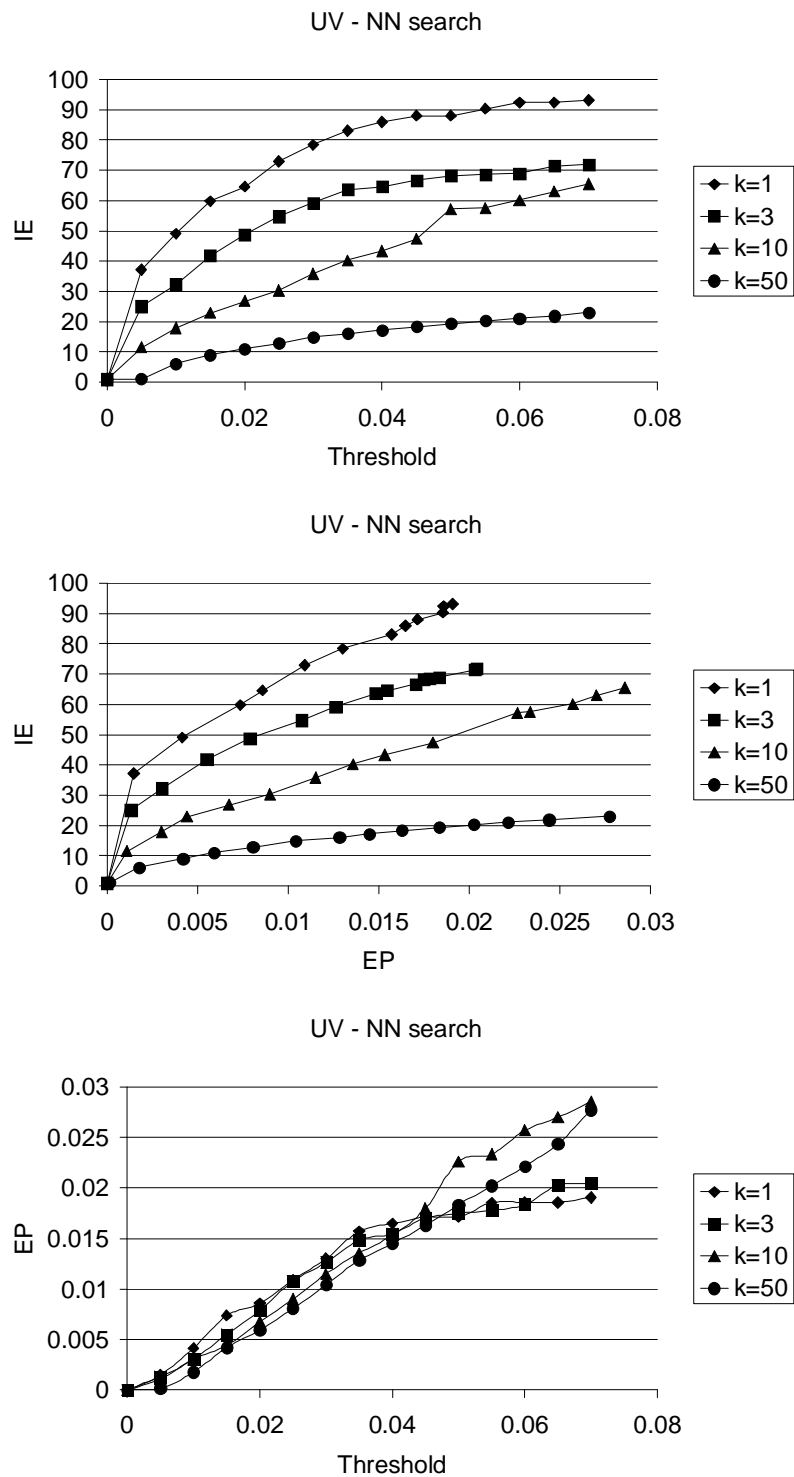 UV - NN search
100
90
80
70
60
50
40
30
20
10
0
IE
0 0.02 0.04 0.06 0.08
Threshold
k=1
k=3
k=10
k=50
UV - NN search
100
90
80
70
60
50
40
30
20
10
0
IE
0 0.005 0.01 0.015 0.02 0.025 0.03
EP
k=1
k=3
k=10
k=50
UV - NN search
0.03
0.025
0.02
0.015
0.01
0.005
0
EP
0 0.02 0.04 0.06 0.08
Threshold
k=1
k=3
k=10
k=50